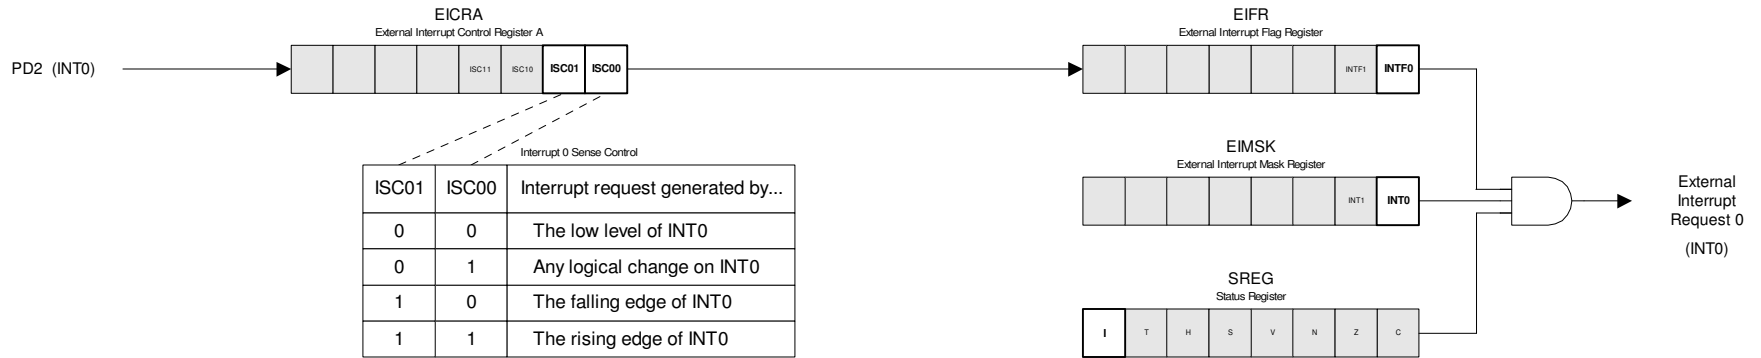 EICRA
External Interrupt Control Register A
PD2 (INT0)
ISC11 ISC10 ISC01 ISC00
Interrupt 0 Sense Control
ISC01 ISC00 Interrupt request generated by...
0 0 The low level of INT0
0 1 Any logical change on INT0
1 0 The falling edge of INT0
1 1 The rising edge of INT0
EIFR
External Interrupt Flag Register
INTF1 INTF0
EIMSK
External Interrupt Mask Register
INT1 INT0
SREG
Status Register
I T H S V N Z C
External
Interrupt
Request 0
(INT0)